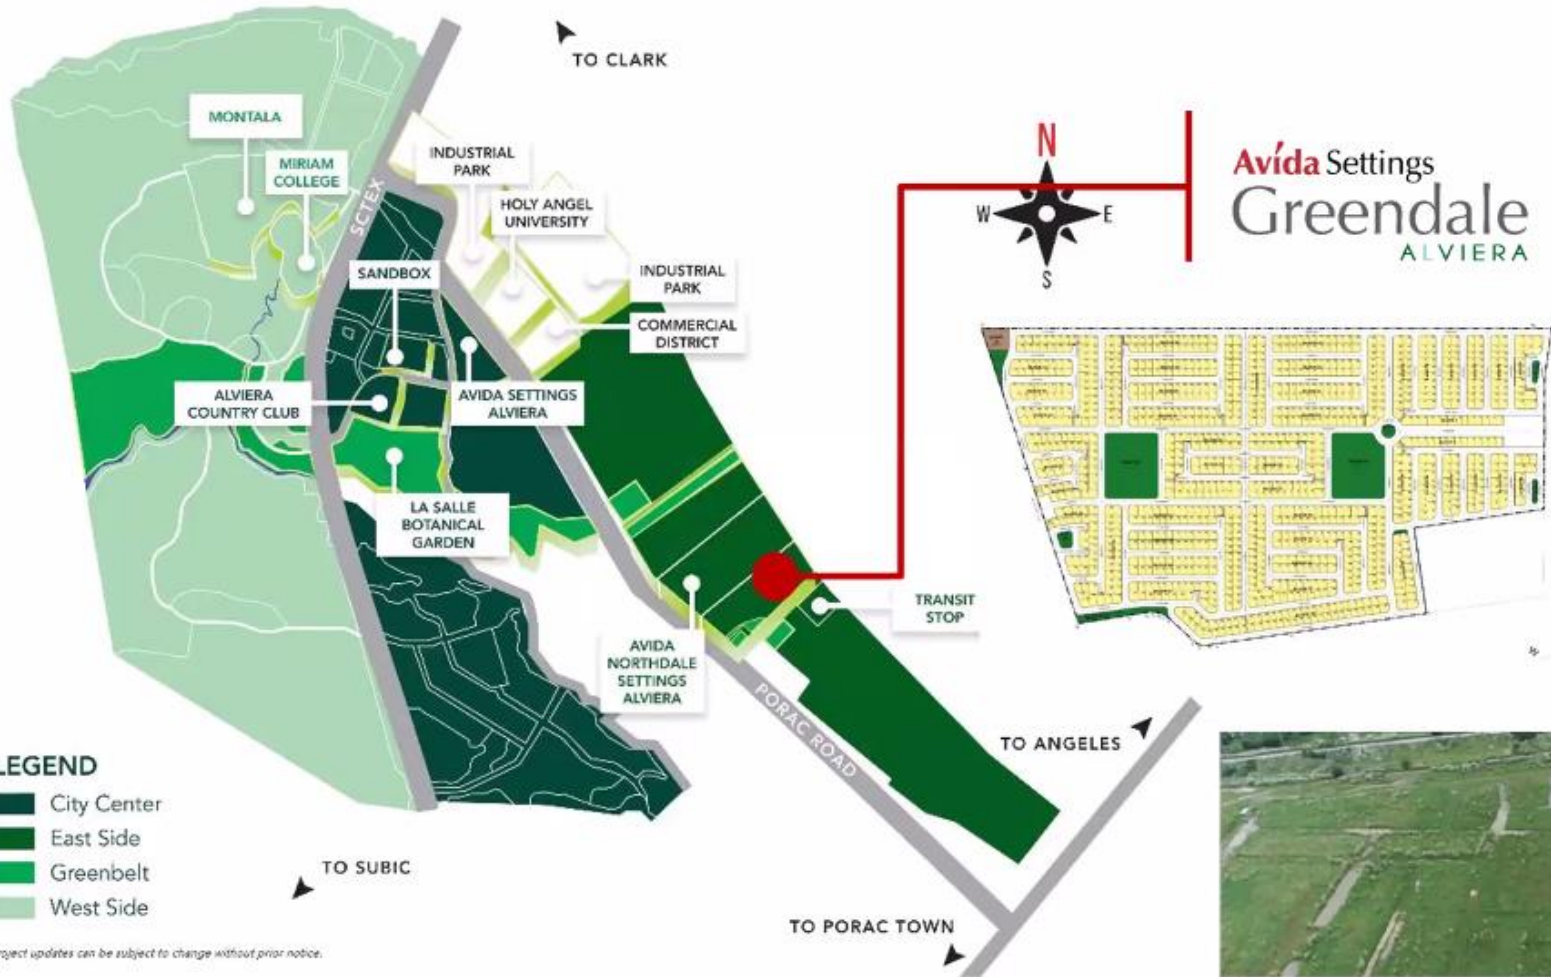 TO CLARK
MONTALA
MIRIAM
COLLEGE
INDUSTRIAL
PARK
HOLY ANGEL
UNIVERSITY
SCTEX
SANDBOX
INDUSTRIAL
PARK
COMMERCIAL
DISTRICT
ALVIERA
COUNTRY CLUB
AVIDA SETTINGS
ALVIERA
LA SALLE
BOTANICAL
GARDEN
TRANSIT
STOP
AVIDA
NORTHDALE
SETTINGS
ALVIERA
PORAC ROAD
TO ANGELES
TO SUBIC
TO PORAC TOWN
N
W
E
S
Avída Settings
Greendale
ALVIERA
W
LEGEND
City Center
East Side
Greenbelt
West Side
roject updates can be subject to change without prior notice.